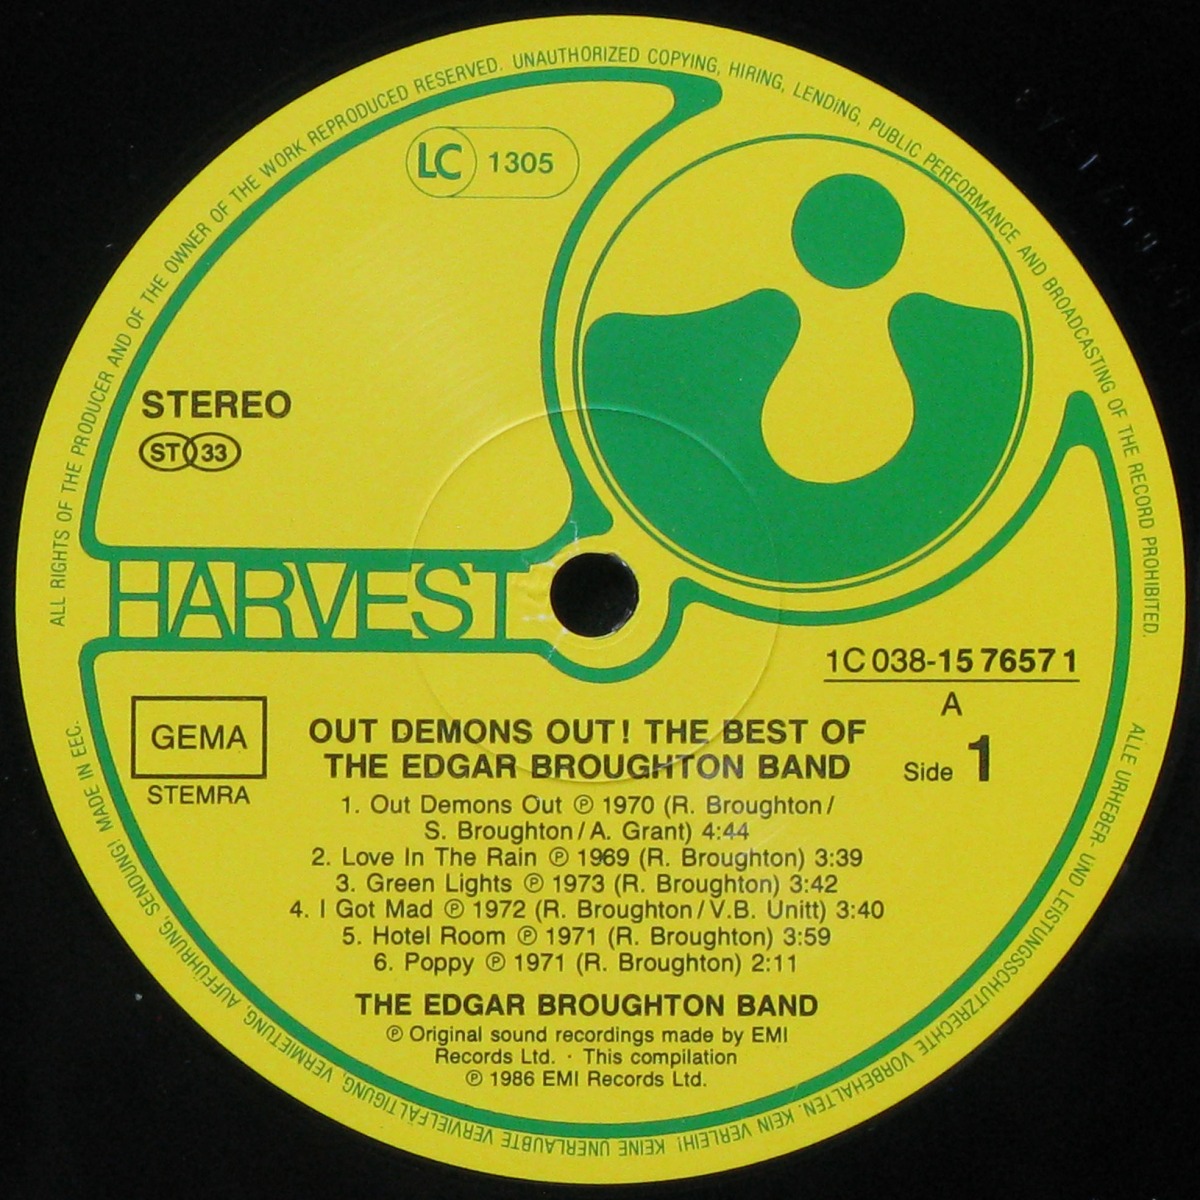 ALL RIGHTS OF THE PRODUCER AND OF THE OWNER OF THE WORK REPRODUCED RESERVED. UNAUTHORIZED COPYING, HIRING, LENDING, PUBLIC PERFORMANCE AND BROADCASTING OF THE RECORD PROHIBITED.
LC 1305
STEREO
ST 33
HARVEST
1C 038-15 7657 1
A
Side 1
GEMA
STEMRA
OUT DEMONS OUT! THE BEST OF
THE EDGAR BROUGHTON BAND
1. Out Demons Out ℗ 1970 (R. Broughton/
S. Broughton/A. Grant) 4:44
2. Love In The Rain ℗ 1969 (R. Broughton) 3:39
3. Green Lights ℗ 1973 (R. Broughton) 3:42
4. I Got Mad ℗ 1972 (R. Broughton/V.B. Unitt) 3:40
5. Hotel Room ℗ 1971 (R. Broughton) 3:59
6. Poppy ℗ 1971 (R. Broughton) 2:11
THE EDGAR BROUGHTON BAND
℗ Original sound recordings made by EMI
Records Ltd. · This compilation
℗ 1986 EMI Records Ltd.
ALLE URHEBER- UND LEISTUNGSSCHUTZRECHTE VORBEHALTEN. KEIN VERLEIH! KEINE UNERLAUBTE VERVIELFÄLTIGUNG, VERMIETUNG, AUFFÜHRUNG, SENDUNG! MADE IN EEC.